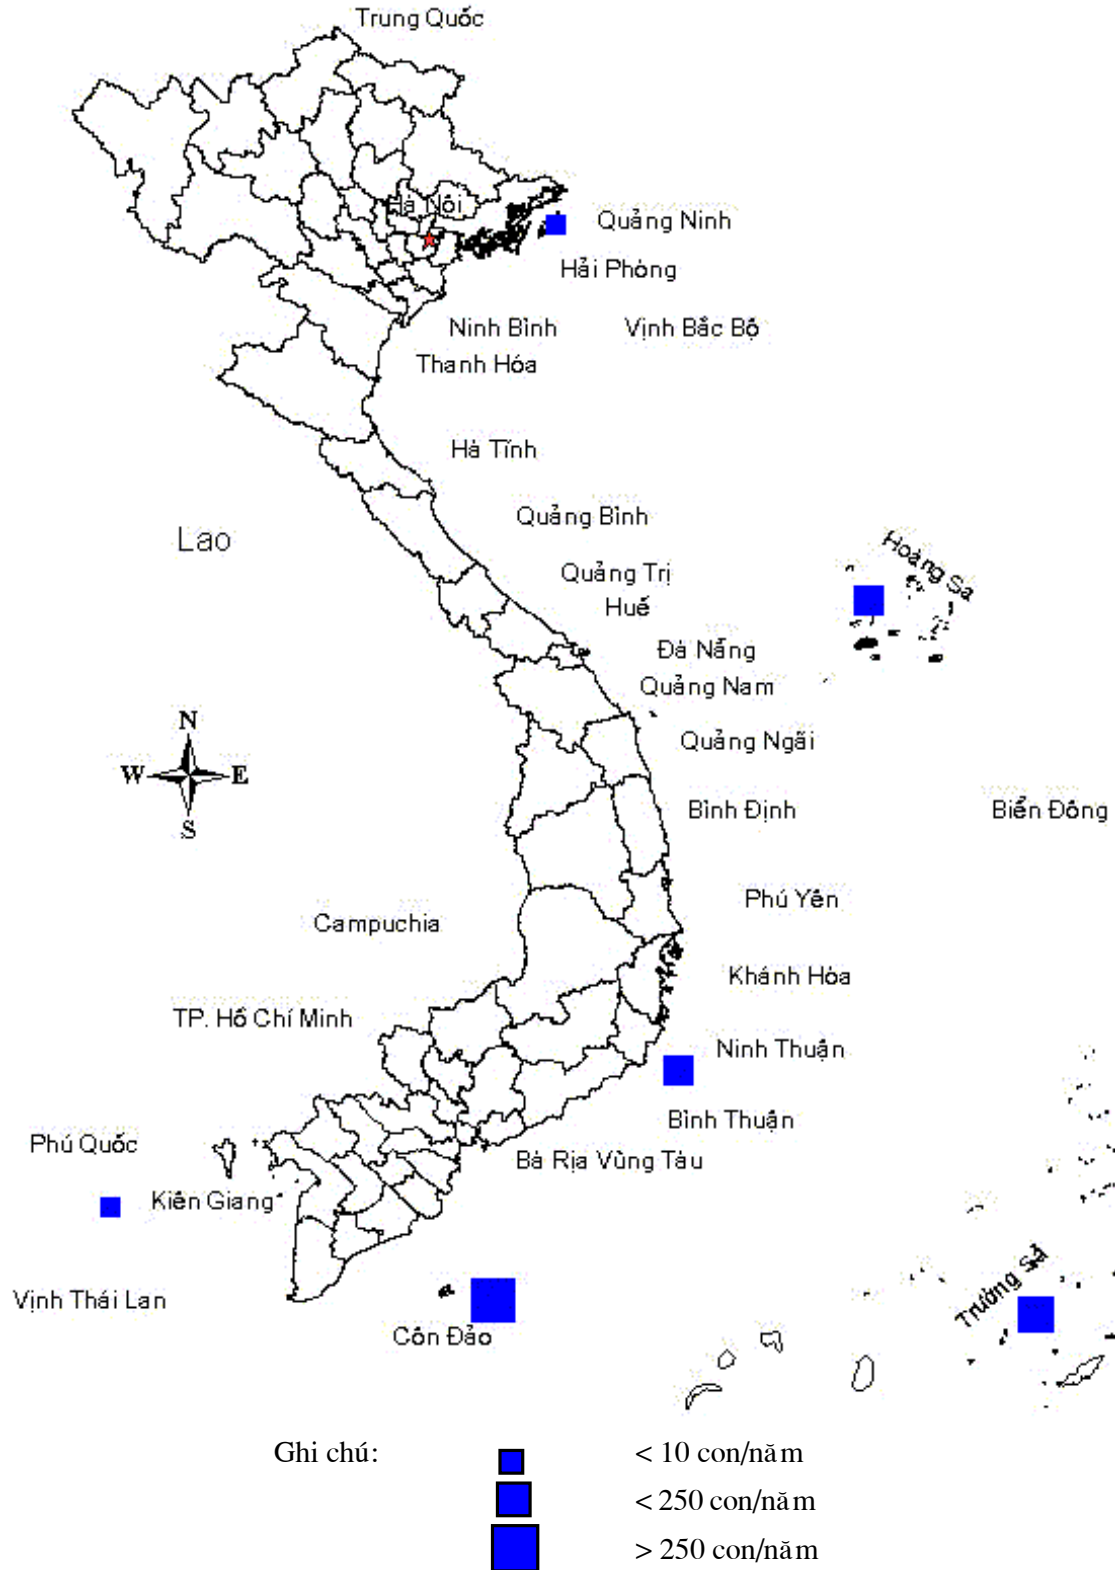 Trung Quốc
Hà Nôi
Quảng Ninh
Hải Phòng
Ninh Bình
Vịnh Bắc Bộ
Thanh Hóa
Hà Tĩnh
Quảng Bình
Lao
Hoàng Sa
Quảng Trị
Huế
Đà Nẵng
Quảng Nam
N
Quảng Ngãi
W E
S
Bình Định
Biển Đông
Phú Yên
Campuchia
Khánh Hòa
TP. Hồ Chí Minh
Ninh Thuận
Bình Thuận
Phú Quốc
Bà Rịa Vũng Tàu
Kiên Giang
Trường Sa
Vịnh Thái Lan
Côn Đảo
Ghi chú:
< 10 con/năm
< 250 con/năm
> 250 con/năm